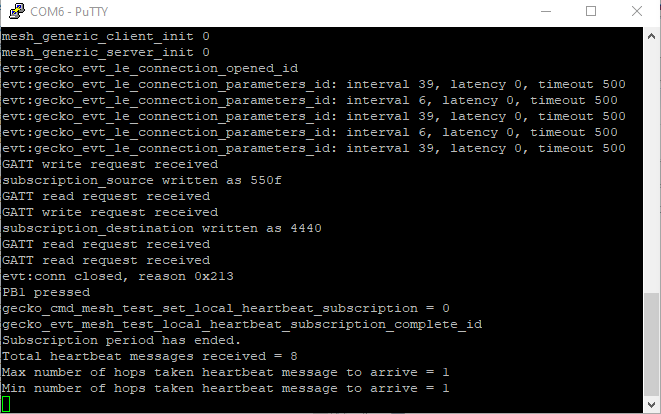 COM6 - PuTTY
mesh_generic_client_init 0
mesh_generic_server_init 0
evt:gecko_evt_le_connection_opened_id
evt:gecko_evt_le_connection_parameters_id: interval 39, latency 0, timeout 500
evt:gecko_evt_le_connection_parameters_id: interval 6, latency 0, timeout 500
evt:gecko_evt_le_connection_parameters_id: interval 39, latency 0, timeout 500
evt:gecko_evt_le_connection_parameters_id: interval 6, latency 0, timeout 500
evt:gecko_evt_le_connection_parameters_id: interval 39, latency 0, timeout 500
GATT write request received
subscription_source written as 550f
GATT read request received
GATT write request received
subscription_destination written as 4440
GATT read request received
GATT read request received
evt:conn closed, reason 0x213
PB1 pressed
gecko_cmd_mesh_test_set_local_heartbeat_subscription = 0
gecko_evt_mesh_test_local_heartbeat_subscription_complete_id
Subscription period has ended.
Total heartbeat messages received = 8
Max number of hops taken heartbeat message to arrive = 1
Min number of hops taken heartbeat message to arrive = 1